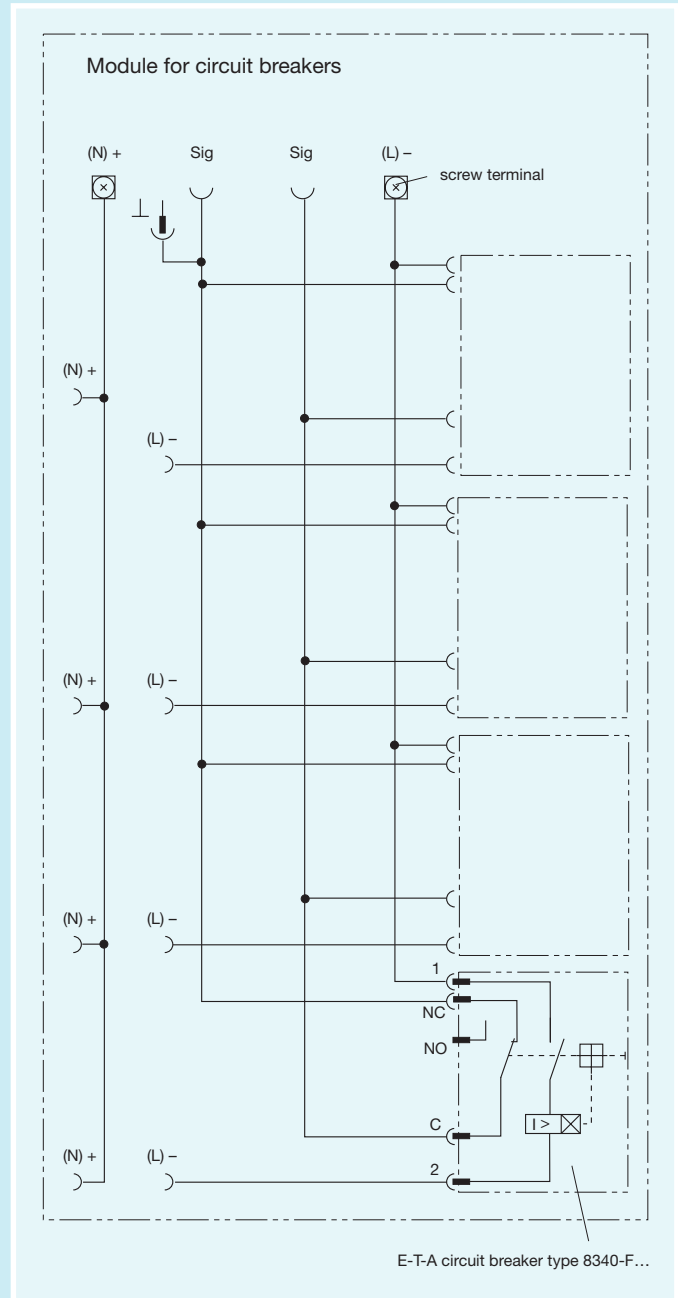 Module for circuit breakers
(N) + Sig Sig (L) –
screw terminal
(N) +
(L) –
(N) + (L) –
(N) + (L) –
1
NC
NO
C
I >
(N) + (L) – 2
E-T-A circuit breaker type 8340-F...